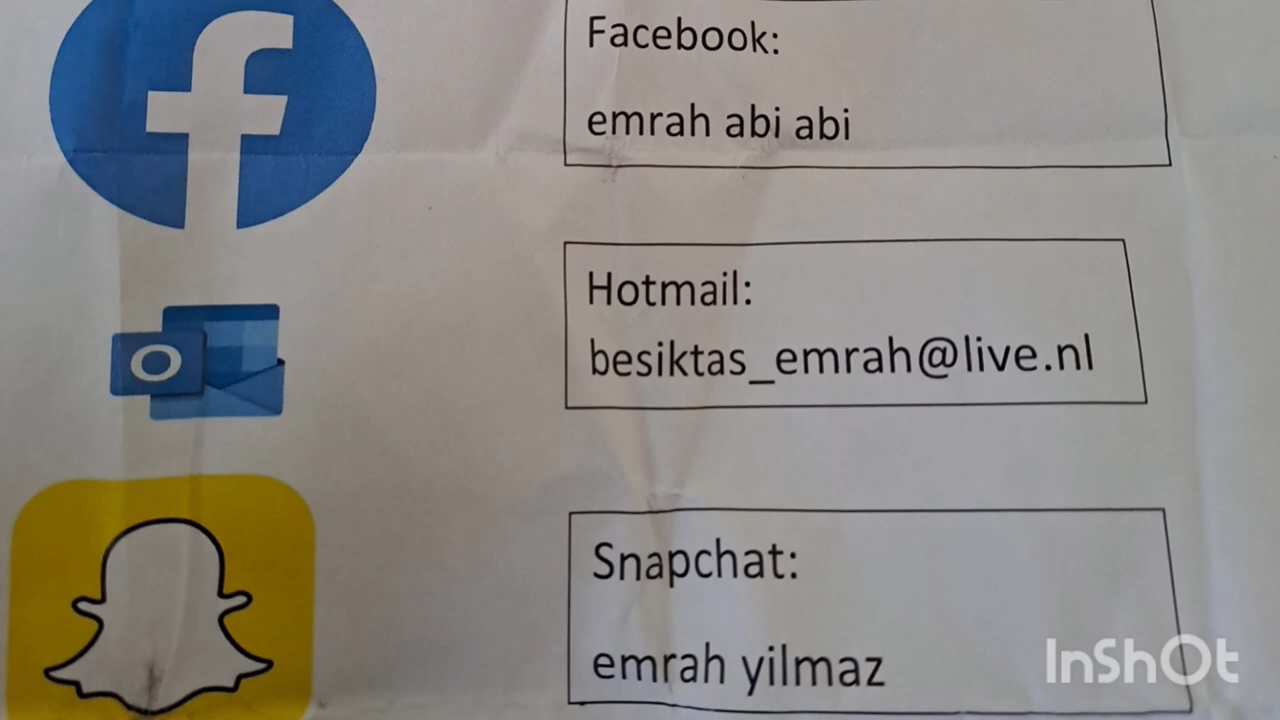 Facebook:
emrah abi abi
Hotmail:
besiktas_emrah@live.nl
Snapchat:
emrah yilmaz
InShOt